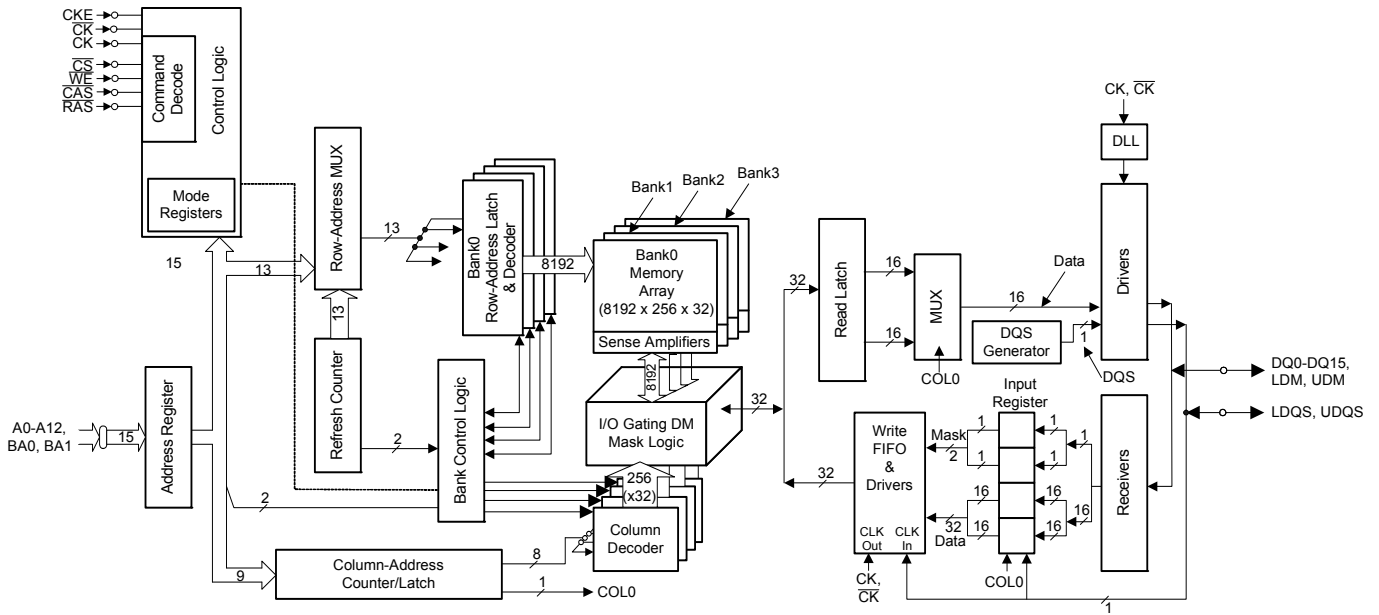 CKE
CK
CK
CS
WE
CAS
RAS
Command
Decode
Control Logic
Mode
Registers
15
13
Row-Address MUX
13
Refresh Counter
13
Bank0
Row-Address Latch
& Decoder
8192
Bank1
Bank2
Bank3
Bank0
Memory
Array
(8192 x 256 x 32)
Sense Amplifiers
8192
I/O Gating DM
Mask Logic
256
(x32)
Column
Decoder
Bank Control Logic
2
2
A0-A12,
BA0, BA1
15
Address Register
9
Column-Address
Counter/Latch
8
1
COL0
32
32
32
Read Latch
16
16
MUX
COL0
16
Data
DQS
Generator
1
DQS
CK, CK
DLL
Drivers
DQ0-DQ15,
LDM, UDM
LDQS, UDQS
Input
Register
Write
FIFO
&
Drivers
CLK
Out
CLK
In
CK,
CK
Mask
2
1
1
1
1
1
16
16
16
16
16
32
Data
COL0
Receivers
1